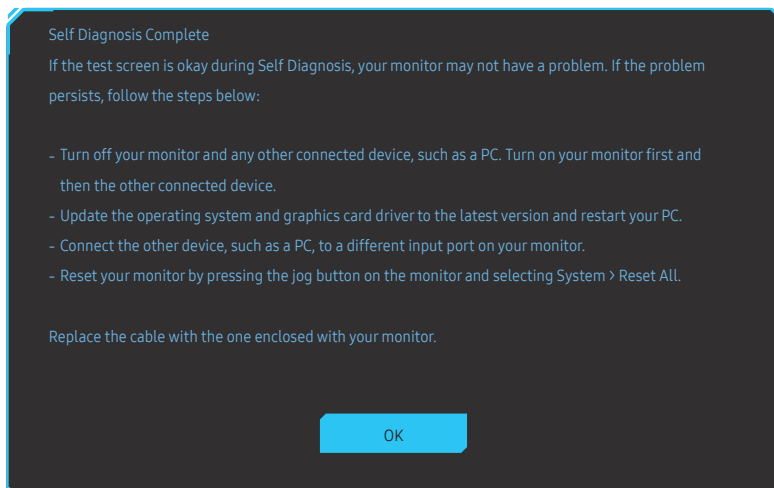 Self Diagnosis Complete
If the test screen is okay during Self Diagnosis, your monitor may not have a problem. If the problem
persists, follow the steps below:
- Turn off your monitor and any other connected device, such as a PC. Turn on your monitor first and
then the other connected device.
- Update the operating system and graphics card driver to the latest version and restart your PC.
- Connect the other device, such as a PC, to a different input port on your monitor.
- Reset your monitor by pressing the jog button on the monitor and selecting System > Reset All.
Replace the cable with the one enclosed with your monitor.
OK